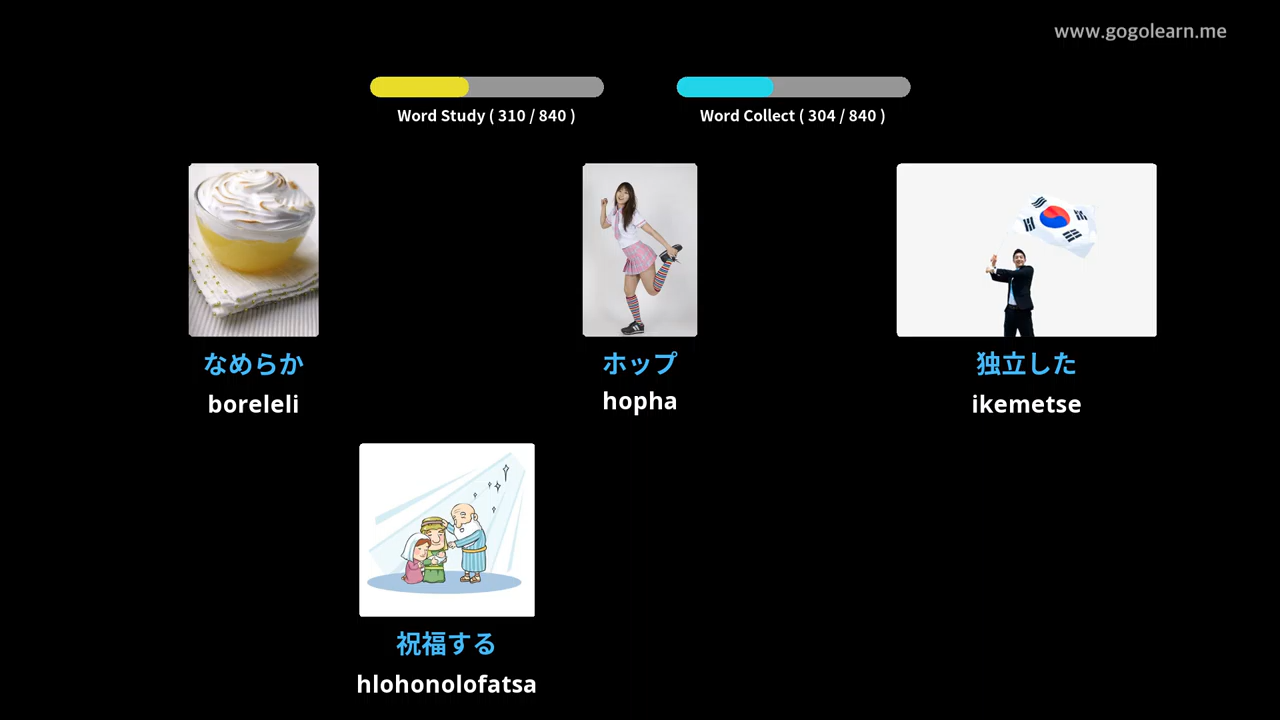 www.gogolearn.me
Word Study ( 310 / 840 )
Word Collect ( 304 / 840 )
なめらか
boreleli
ホップ
hopha
独立した
ikemetse
祝福する
hlohonolofatsa